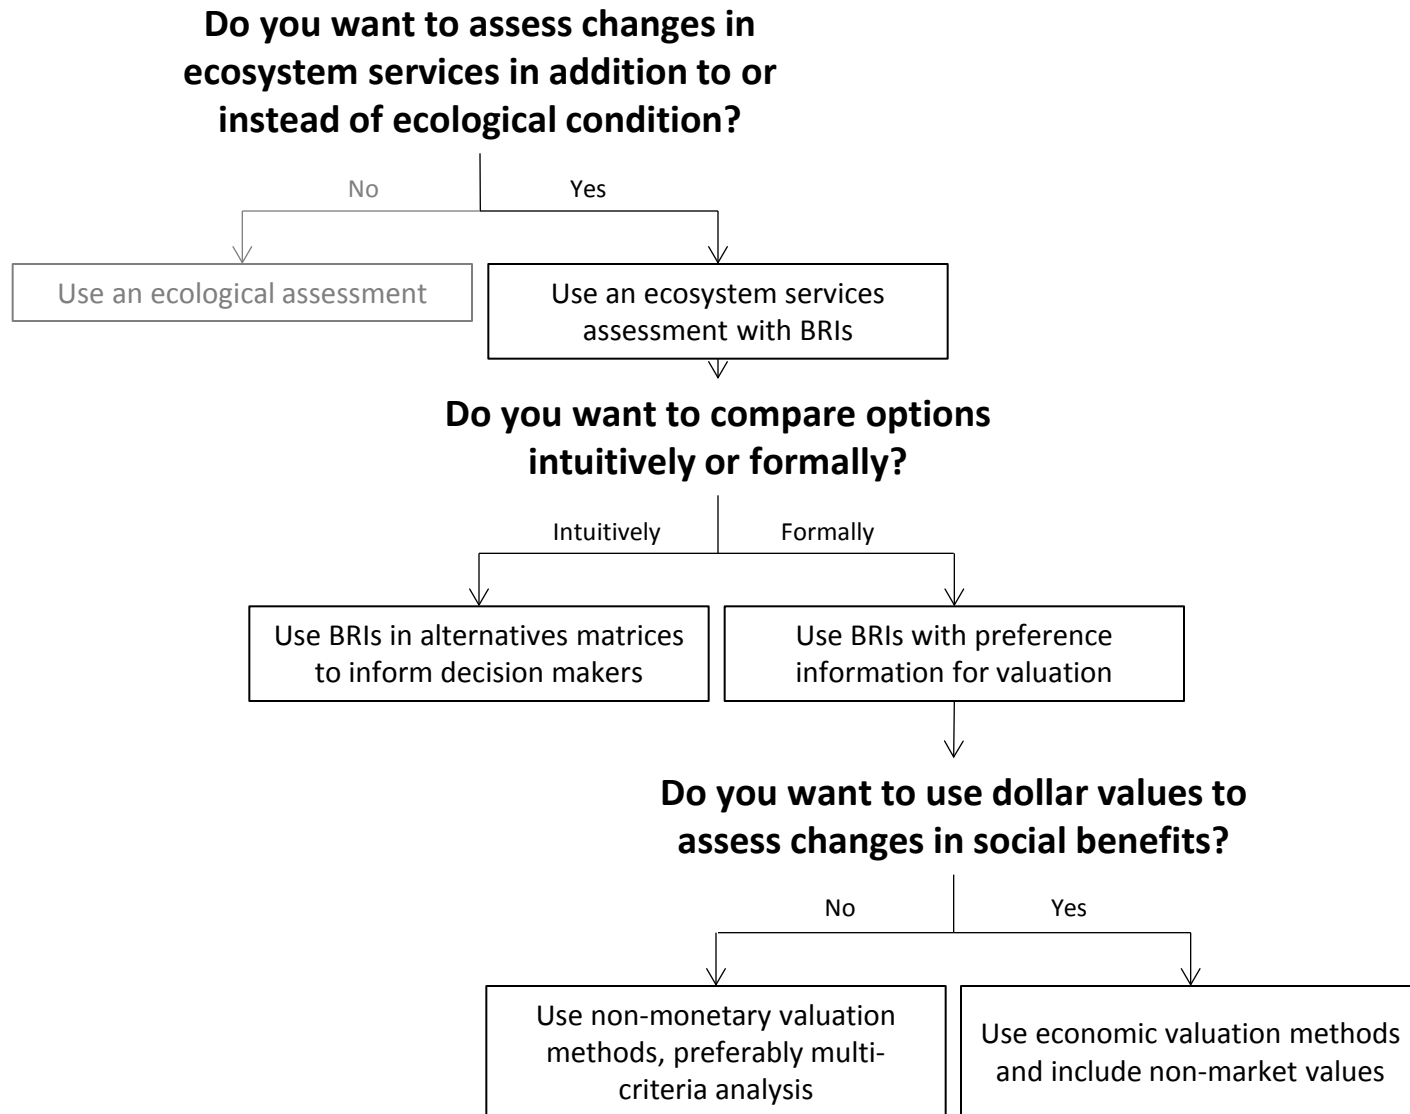 Do you want to assess changes in
ecosystem services in addition to or
instead of ecological condition?
No
Yes
Use an ecological assessment
Use an ecosystem services
assessment with BRIs
Do you want to compare options
intuitively or formally?
Intuitively
Formally
Use BRIs in alternatives matrices
to inform decision makers
Use BRIs with preference
information for valuation
Do you want to use dollar values to
assess changes in social benefits?
No
Yes
Use non-monetary valuation
methods, preferably multi-
criteria analysis
Use economic valuation methods
and include non-market values